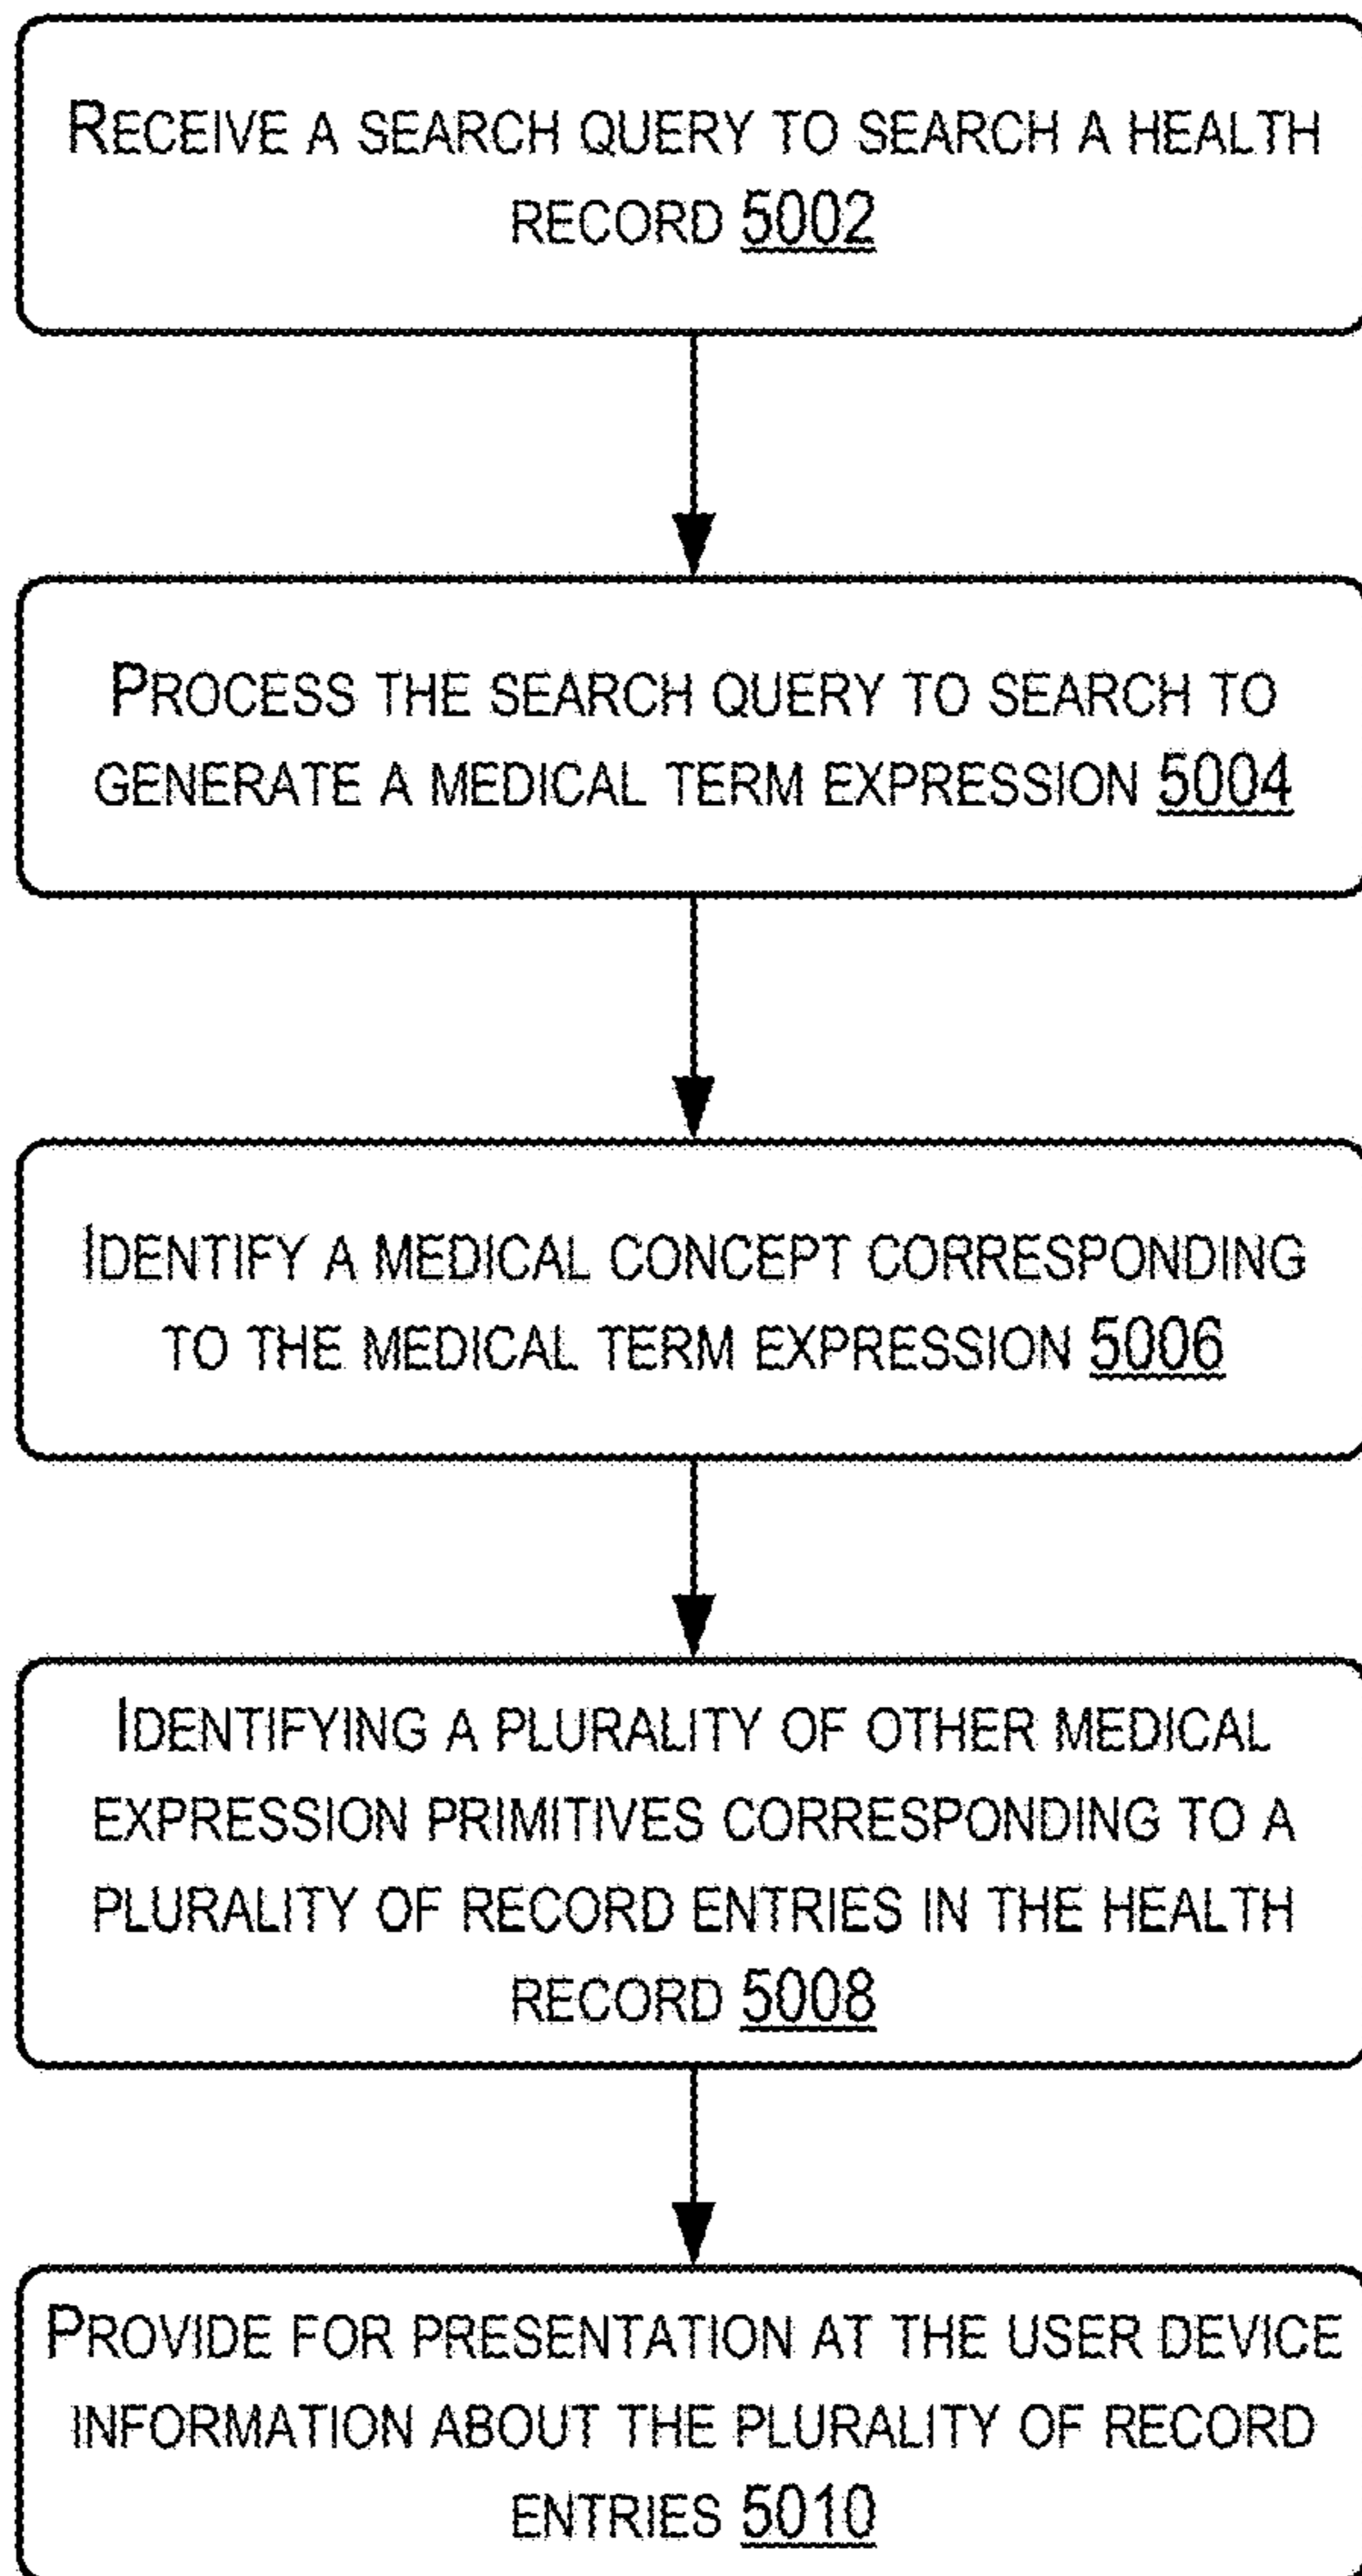 RECEIVE A SEARCH QUERY TO SEARCH A HEALTH
RECORD 5002
PROCESS THE SEARCH QUERY TO SEARCH TO
GENERATE A MEDICAL TERM EXPRESSION 5004
IDENTIFY A MEDICAL CONCEPT CORRESPONDING
TO THE MEDICAL TERM EXPRESSION 5006
IDENTIFYING A PLURALITY OF OTHER MEDICAL
EXPRESSION PRIMITIVES CORRESPONDING TO A
PLURALITY OF RECORD ENTRIES IN THE HEALTH
RECORD 5008
PROVIDE FOR PRESENTATION AT THE USER DEVICE
INFORMATION ABOUT THE PLURALITY OF RECORD
ENTRIES 5010